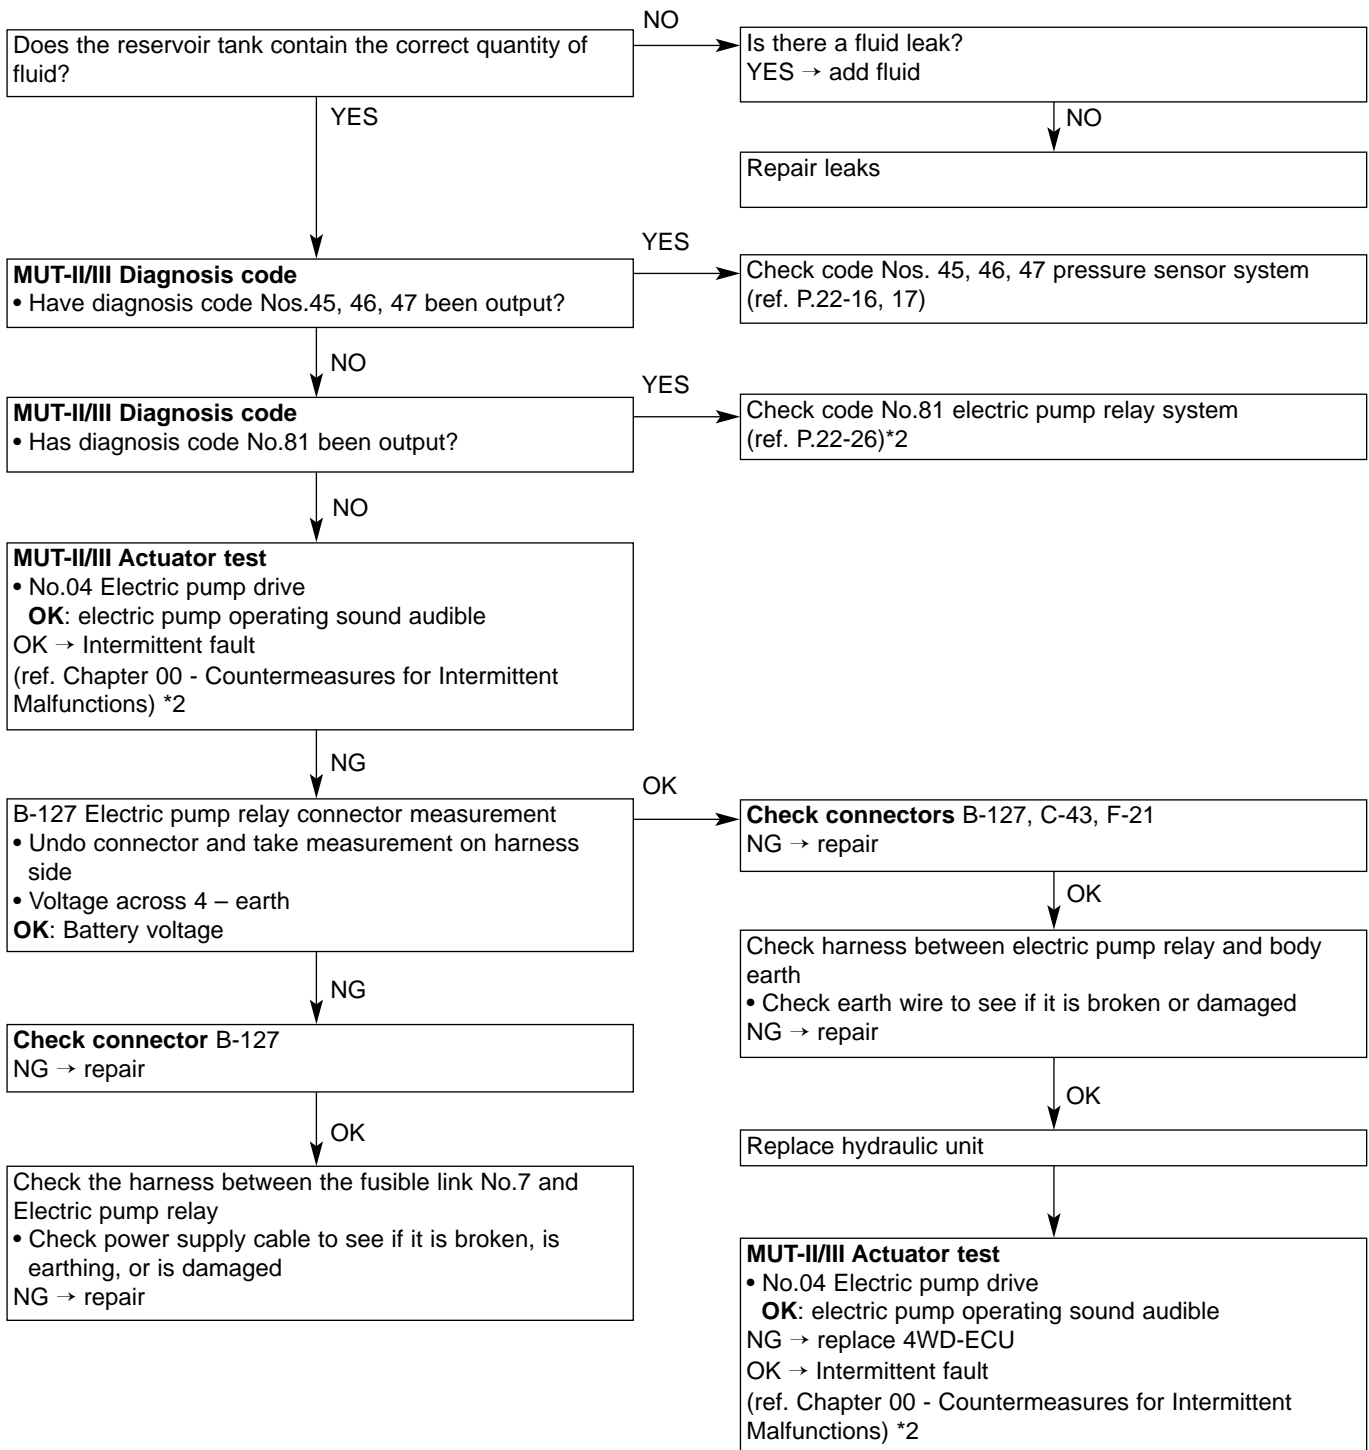 Does the reservoir tank contain the correct quantity of
fluid?
NO
Is there a fluid leak?
YES → add fluid
NO
Repair leaks
YES
MUT-II/III Diagnosis code
• Have diagnosis code Nos.45, 46, 47 been output?
YES
Check code Nos. 45, 46, 47 pressure sensor system
(ref. P.22-16, 17)
NO
MUT-II/III Diagnosis code
• Has diagnosis code No.81 been output?
YES
Check code No.81 electric pump relay system
(ref. P.22-26)*2
NO
MUT-II/III Actuator test
• No.04 Electric pump drive
OK: electric pump operating sound audible
OK → Intermittent fault
(ref. Chapter 00 - Countermeasures for Intermittent
Malfunctions) *2
NG
B-127 Electric pump relay connector measurement
• Undo connector and take measurement on harness
side
• Voltage across 4 – earth
OK: Battery voltage
OK
Check connectors B-127, C-43, F-21
NG → repair
OK
Check harness between electric pump relay and body
earth
• Check earth wire to see if it is broken or damaged
NG → repair
OK
Replace hydraulic unit
MUT-II/III Actuator test
• No.04 Electric pump drive
OK: electric pump operating sound audible
NG → replace 4WD-ECU
OK → Intermittent fault
(ref. Chapter 00 - Countermeasures for Intermittent
Malfunctions) *2
NG
Check connector B-127
NG → repair
OK
Check the harness between the fusible link No.7 and
Electric pump relay
• Check power supply cable to see if it is broken, is
earthing, or is damaged
NG → repair